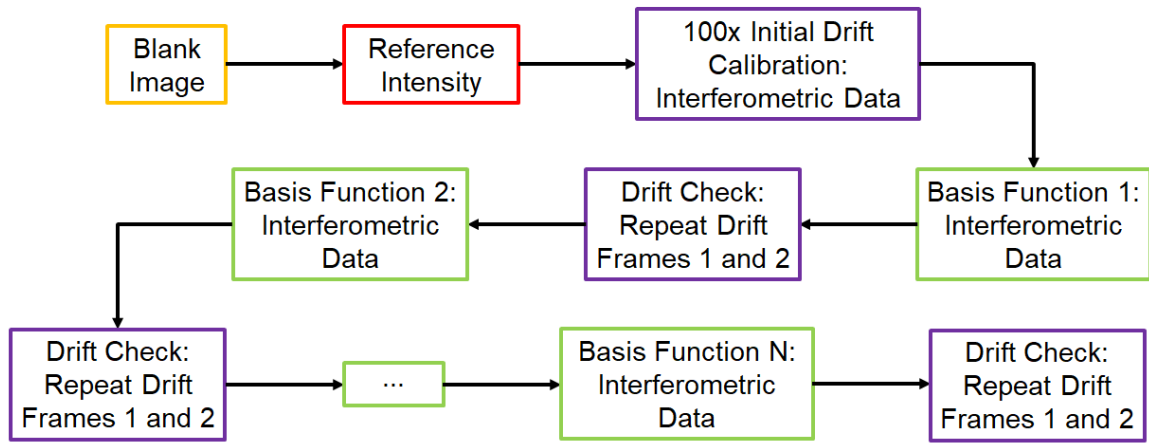 Blank
Image
Reference
Intensity
100x Initial Drift
Calibration:
Interferometric Data
Basis Function 1:
Interferometric
Data
Drift Check:
Repeat Drift
Frames 1 and 2
Basis Function 2:
Interferometric
Data
Drift Check:
Repeat Drift
Frames 1 and 2
...
Basis Function N:
Interferometric
Data
Drift Check:
Repeat Drift
Frames 1 and 2